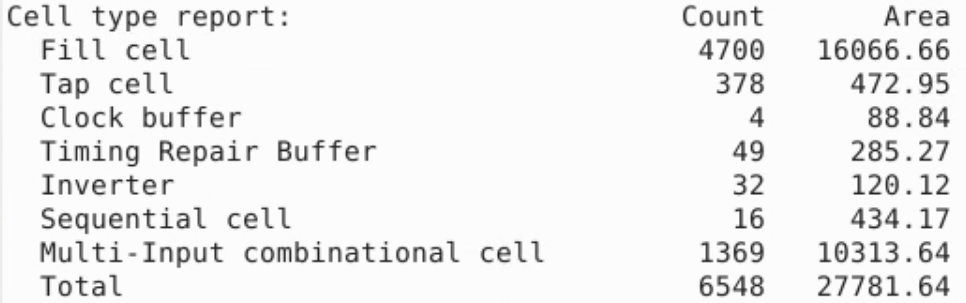 Cell type report: Count Area
Fill cell 4700 16066.66
Tap cell 378 472.95
Clock buffer 4 88.84
Timing Repair Buffer 49 285.27
Inverter 32 120.12
Sequential cell 16 434.17
Multi-Input combinational cell 1369 10313.64
Total 6548 27781.64